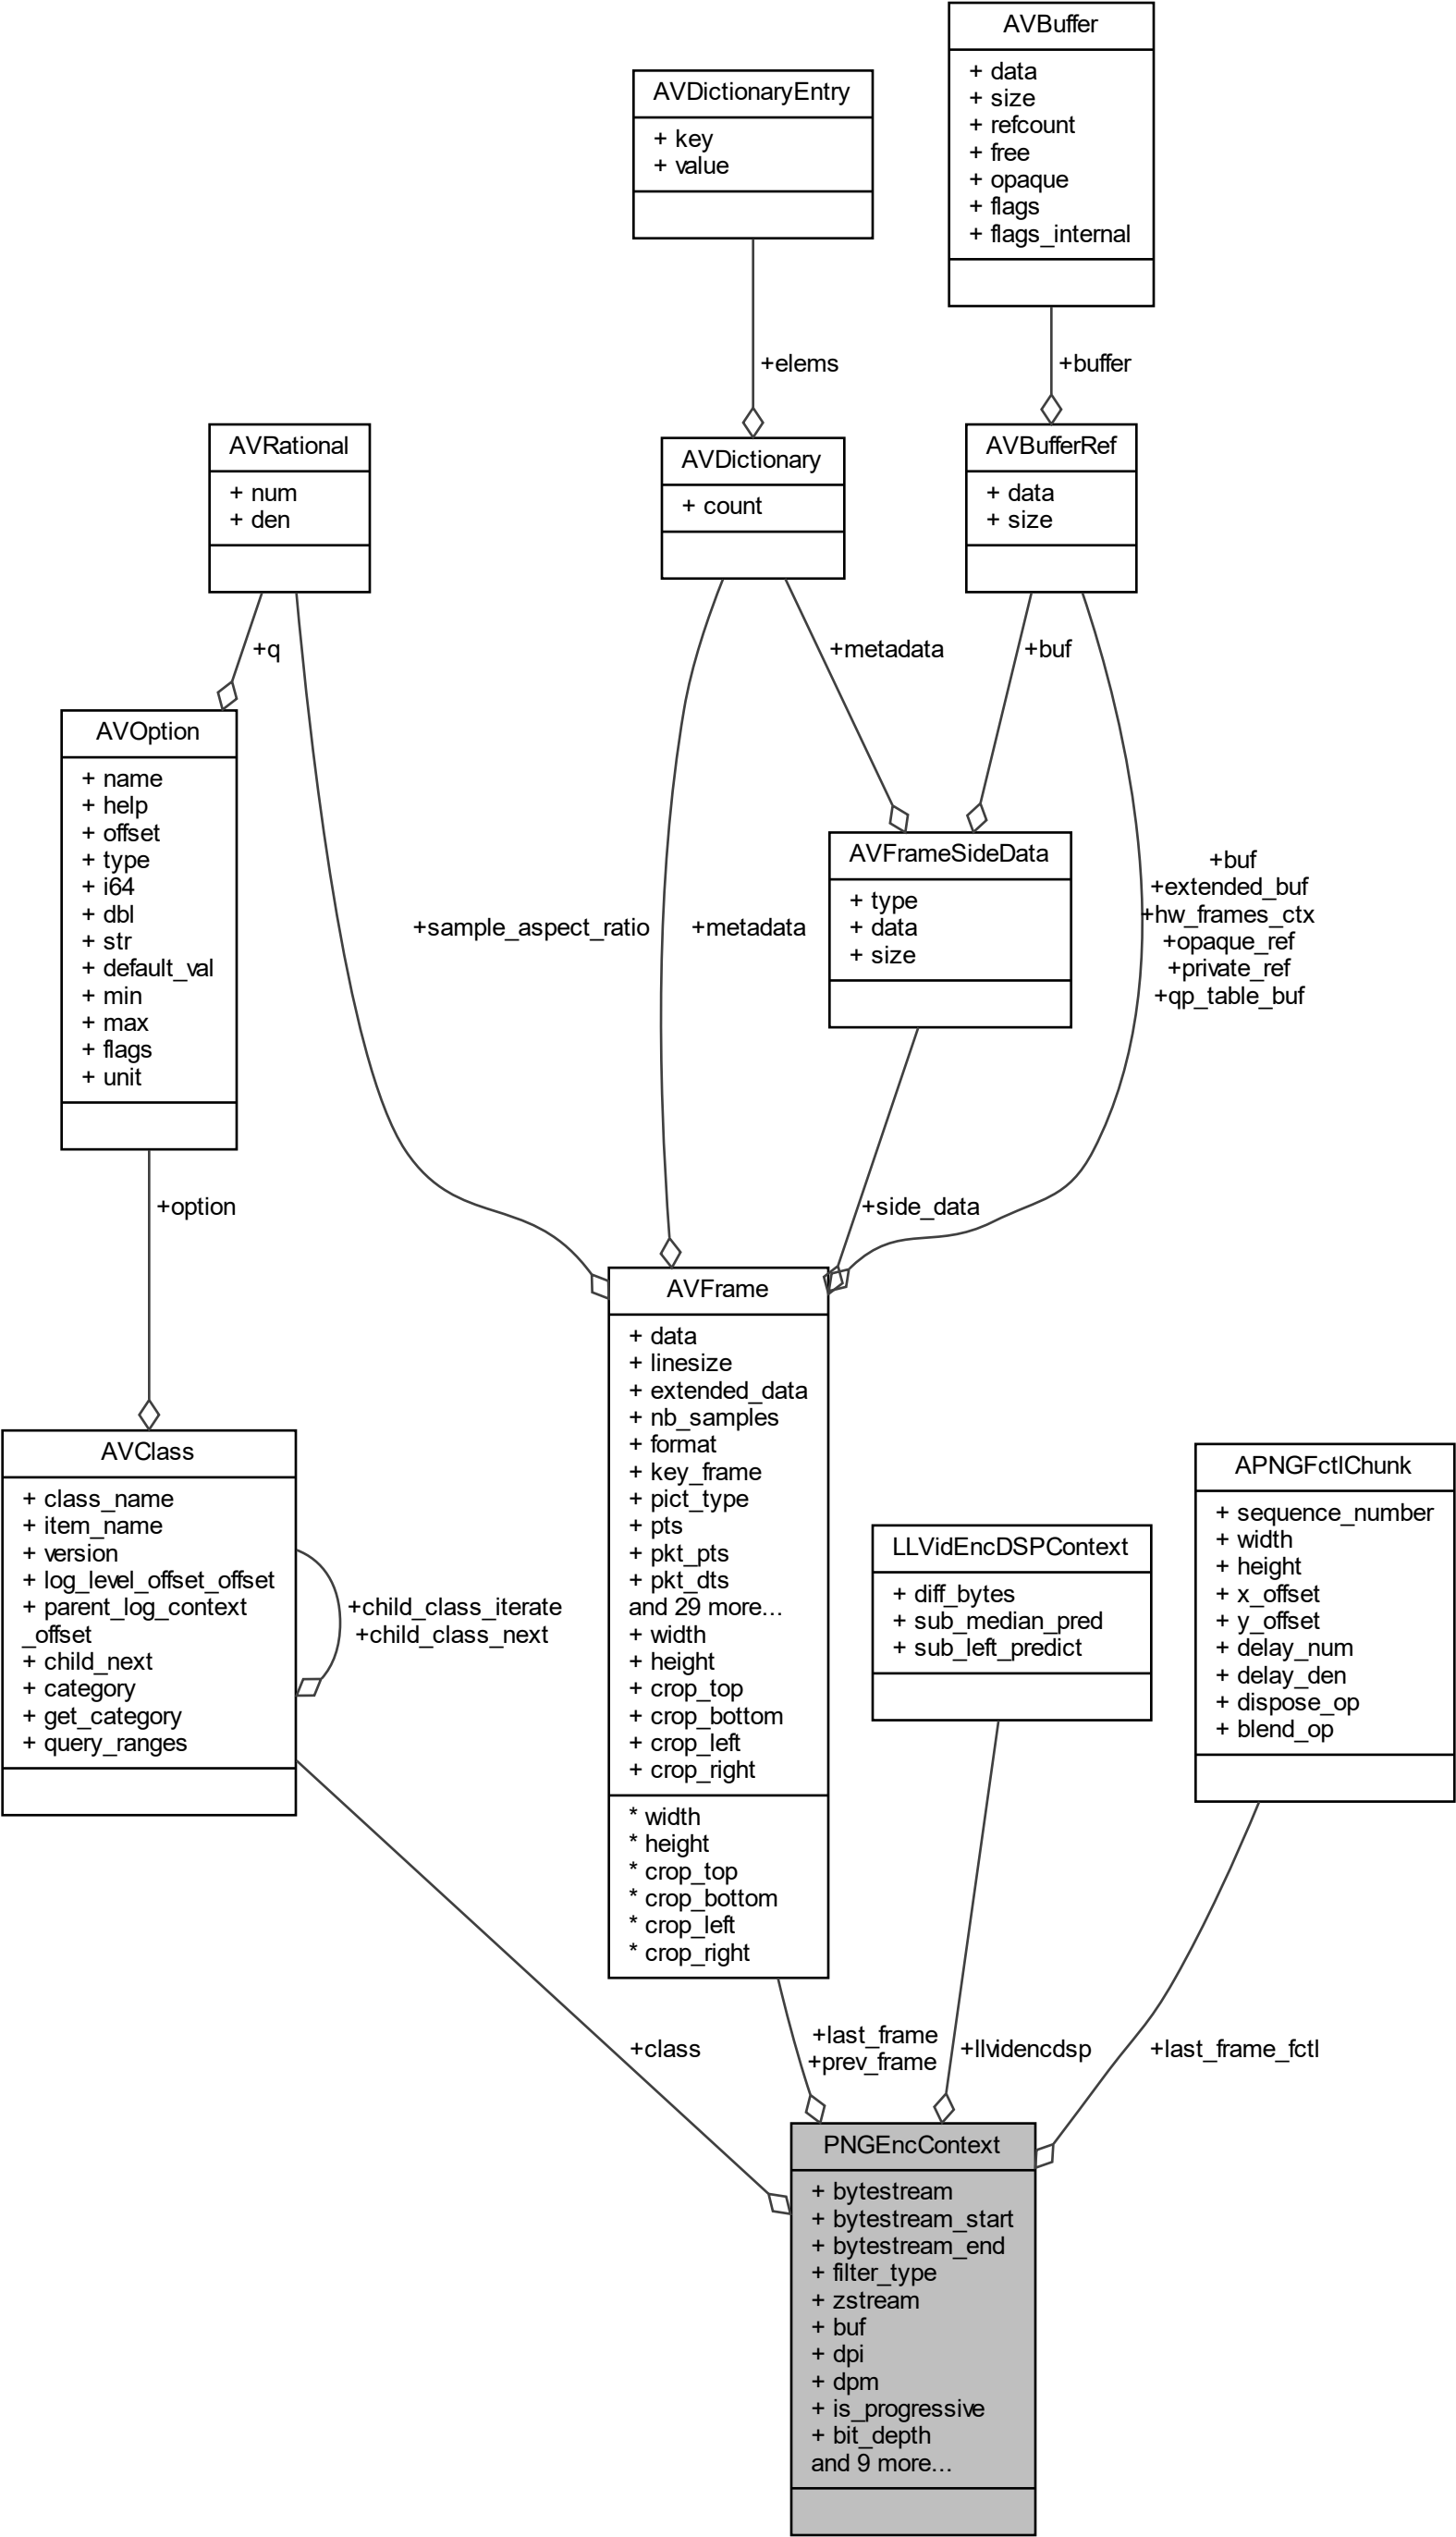 AVBuffer
+ data
+ size
+ refcount
+ free
+ opaque
+ flags
+ flags_internal
AVDictionaryEntry
+ key
+ value
+elems
+buffer
AVRational
+ num
+ den
AVDictionary
+ count
AVBufferRef
+ data
+ size
+q
+metadata
+buf
AVOption
+ name
+ help
+ offset
+ type
+ i64
+ dbl
+ str
+ default_val
+ min
+ max
+ flags
+ unit
AVFrameSideData
+ type
+ data
+ size
+sample_aspect_ratio
+metadata
+buf
+extended_buf
+hw_frames_ctx
+opaque_ref
+private_ref
+qp_table_buf
+option
+side_data
AVFrame
+ data
+ linesize
+ extended_data
+ nb_samples
+ format
+ key_frame
+ pict_type
+ pts
+ pkt_pts
+ pkt_dts
and 29 more...
+ width
+ height
+ crop_top
+ crop_bottom
+ crop_left
+ crop_right
* width
* height
* crop_top
* crop_bottom
* crop_left
* crop_right
AVClass
+ class_name
+ item_name
+ version
+ log_level_offset_offset
+ parent_log_context
_offset
+ child_next
+ category
+ get_category
+ query_ranges
+child_class_iterate
+child_class_next
LLVidEncDSPContext
+ diff_bytes
+ sub_median_pred
+ sub_left_predict
APNGFctlChunk
+ sequence_number
+ width
+ height
+ x_offset
+ y_offset
+ delay_num
+ delay_den
+ dispose_op
+ blend_op
+class
+last_frame
+prev_frame
+llvidencdsp
+last_frame_fctl
PNGEncContext
+ bytestream
+ bytestream_start
+ bytestream_end
+ filter_type
+ zstream
+ buf
+ dpi
+ dpm
+ is_progressive
+ bit_depth
and 9 more...